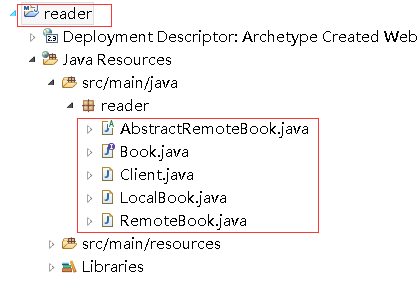 reader
Deployment Descriptor: Archetype Created Web
Java Resources
src/main/java
reader
AbstractRemoteBook.java
Book.java
Client.java
LocalBook.java
RemoteBook.java
src/main/resources
Libraries